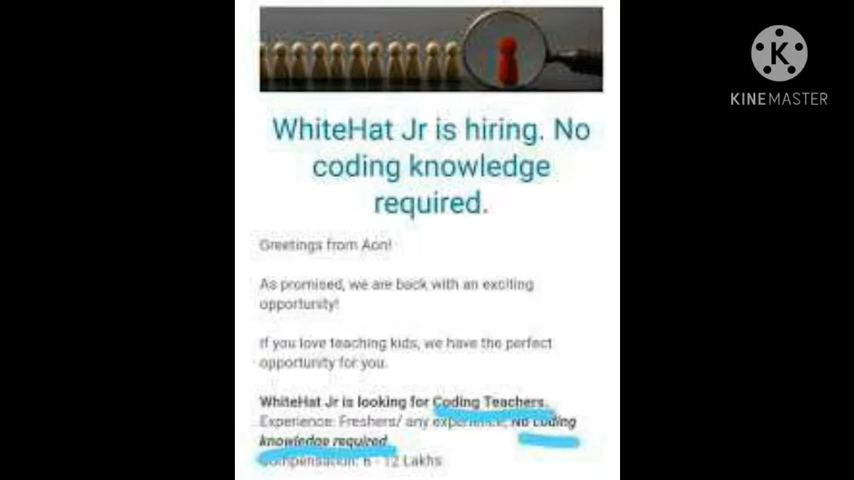 WhiteHat Jr is hiring. No
coding knowledge
required.
Greetings from Aon!
As promised, we are back with an exciting
opportunity!
If you love teaching kids, we have the perfect
opportunity for you.
WhiteHat Jr is looking for Coding Teachers.
Experience: Freshers/ any experience, No coding
knowledge required.
Compensation: 6 - 12 Lakhs
K
KINEMASTER